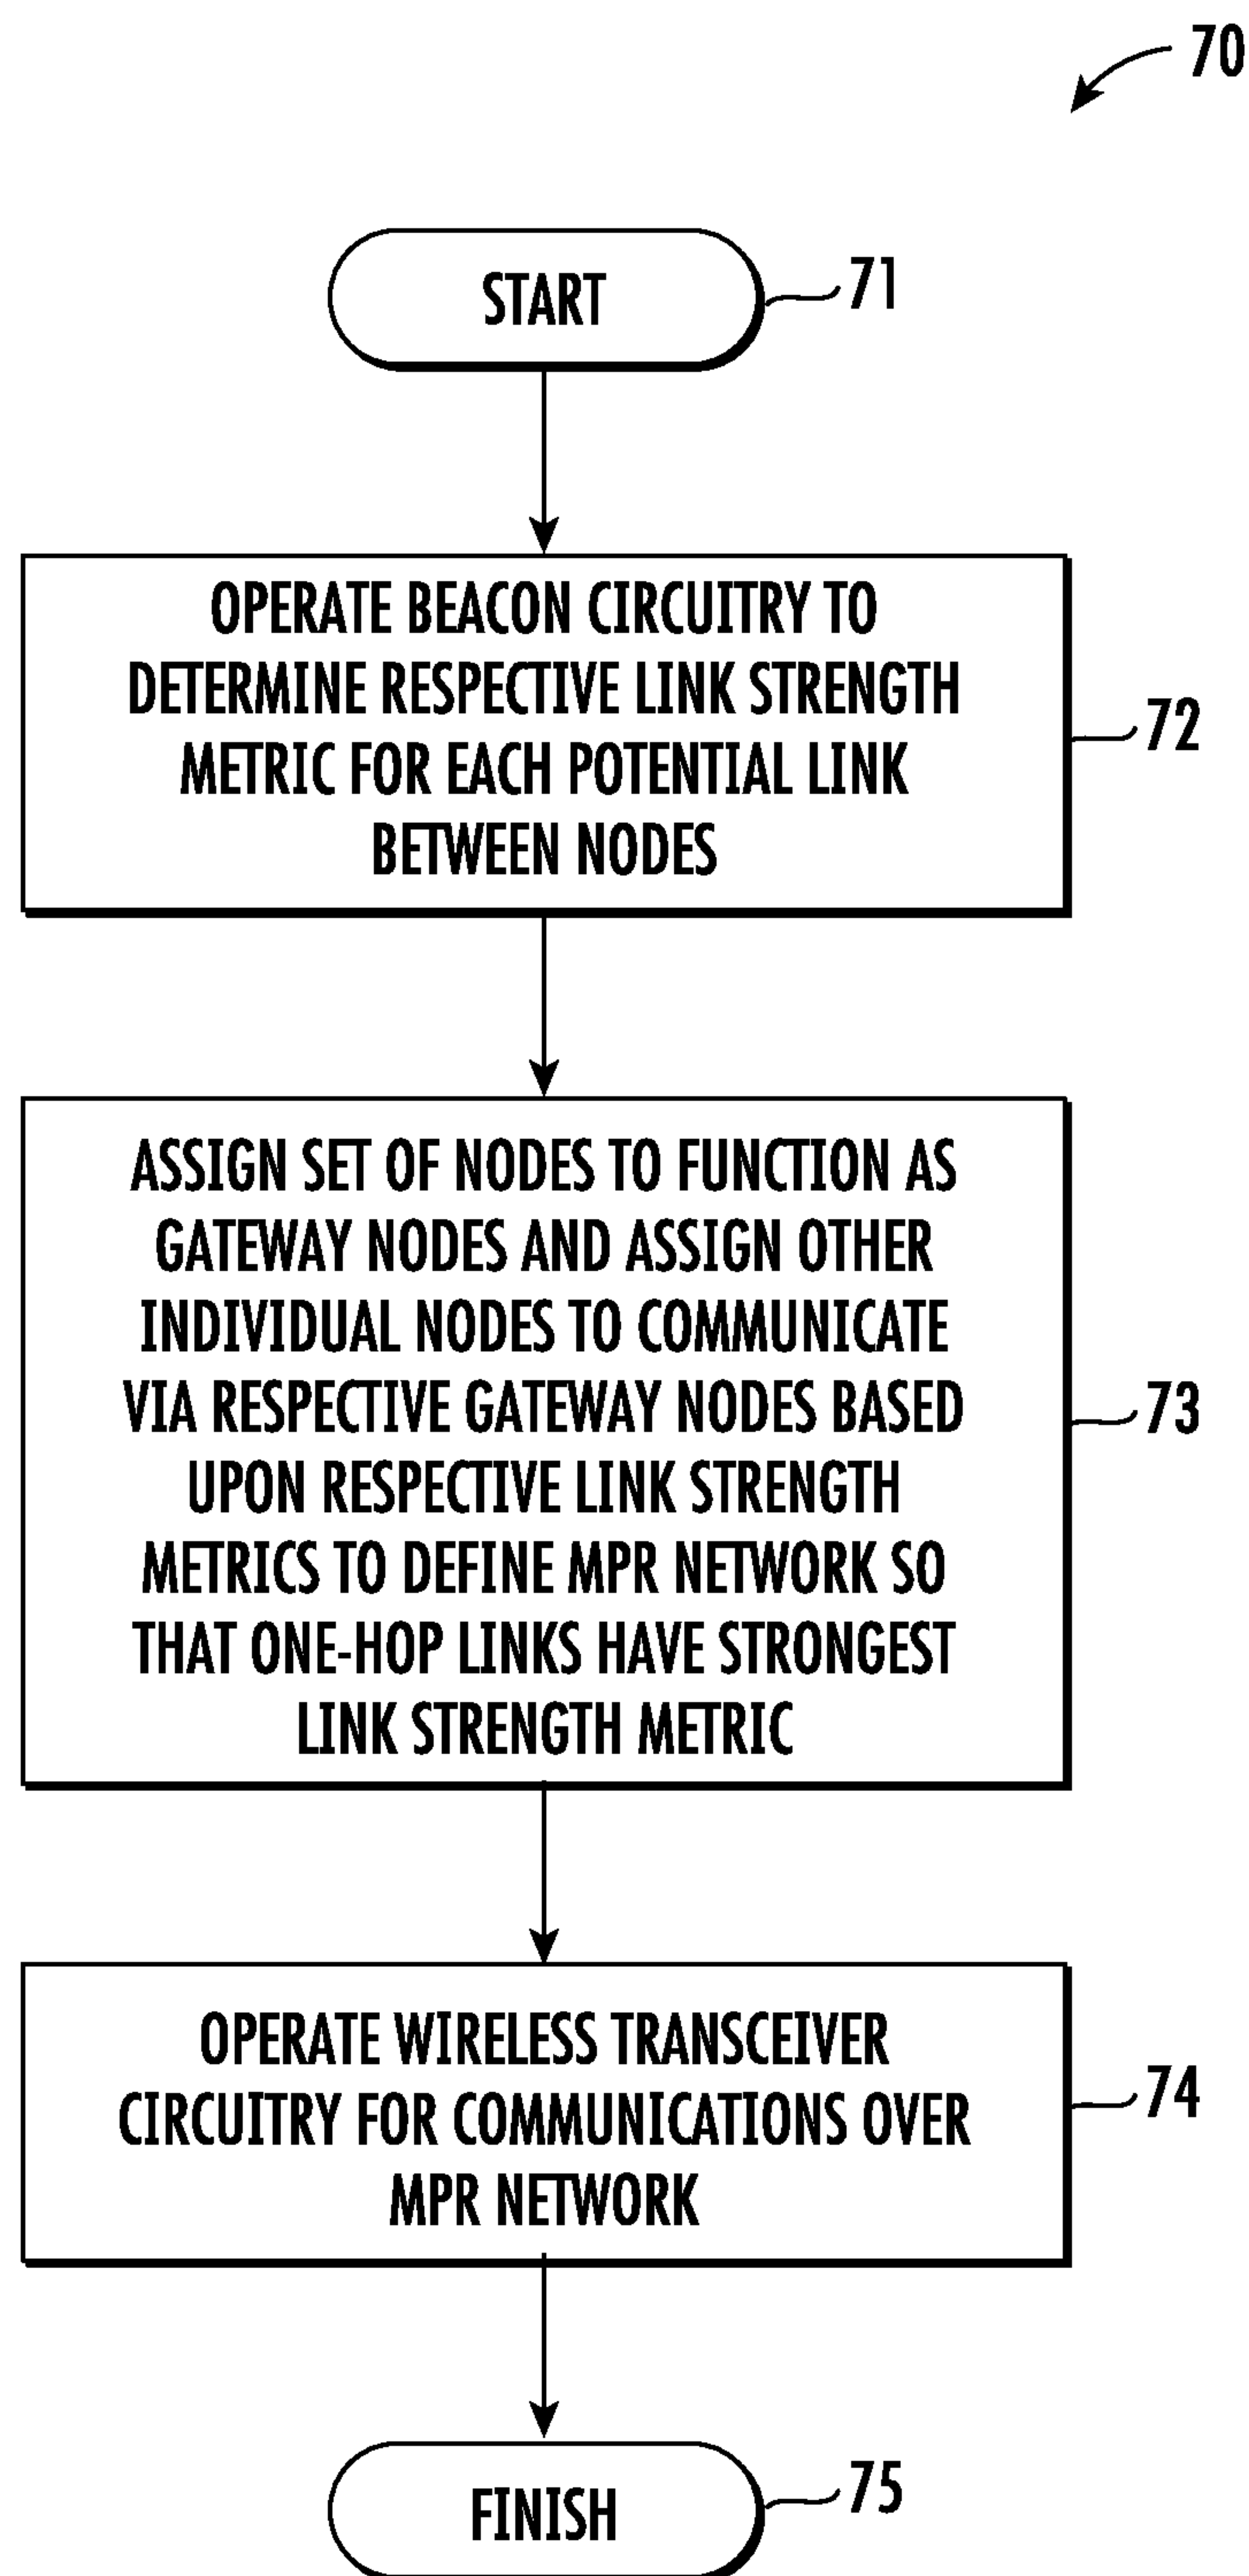 70
START
71
OPERATE BEACON CIRCUITRY TO
DETERMINE RESPECTIVE LINK STRENGTH
METRIC FOR EACH POTENTIAL LINK
BETWEEN NODES
72
ASSIGN SET OF NODES TO FUNCTION AS
GATEWAY NODES AND ASSIGN OTHER
INDIVIDUAL NODES TO COMMUNICATE
VIA RESPECTIVE GATEWAY NODES BASED
UPON RESPECTIVE LINK STRENGTH
METRICS TO DEFINE MPR NETWORK SO
THAT ONE-HOP LINKS HAVE STRONGEST
LINK STRENGTH METRIC
73
OPERATE WIRELESS TRANSCEIVER
CIRCUITRY FOR COMMUNICATIONS OVER
MPR NETWORK
74
FINISH
75